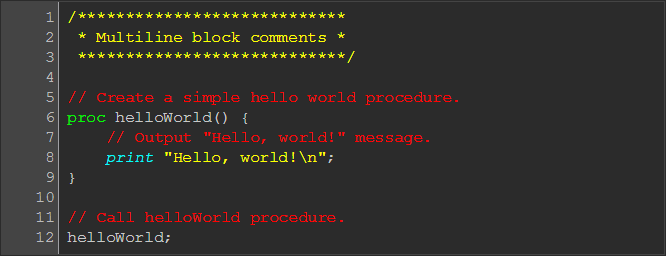 1 /****************************
2  * Multiline block comments *
3  ****************************/
4
5 // Create a simple hello world procedure.
6 proc helloWorld() {
7     // Output "Hello, world!" message.
8     print "Hello, world!\n";
9 }
10
11 // Call helloWorld procedure.
12 helloWorld;